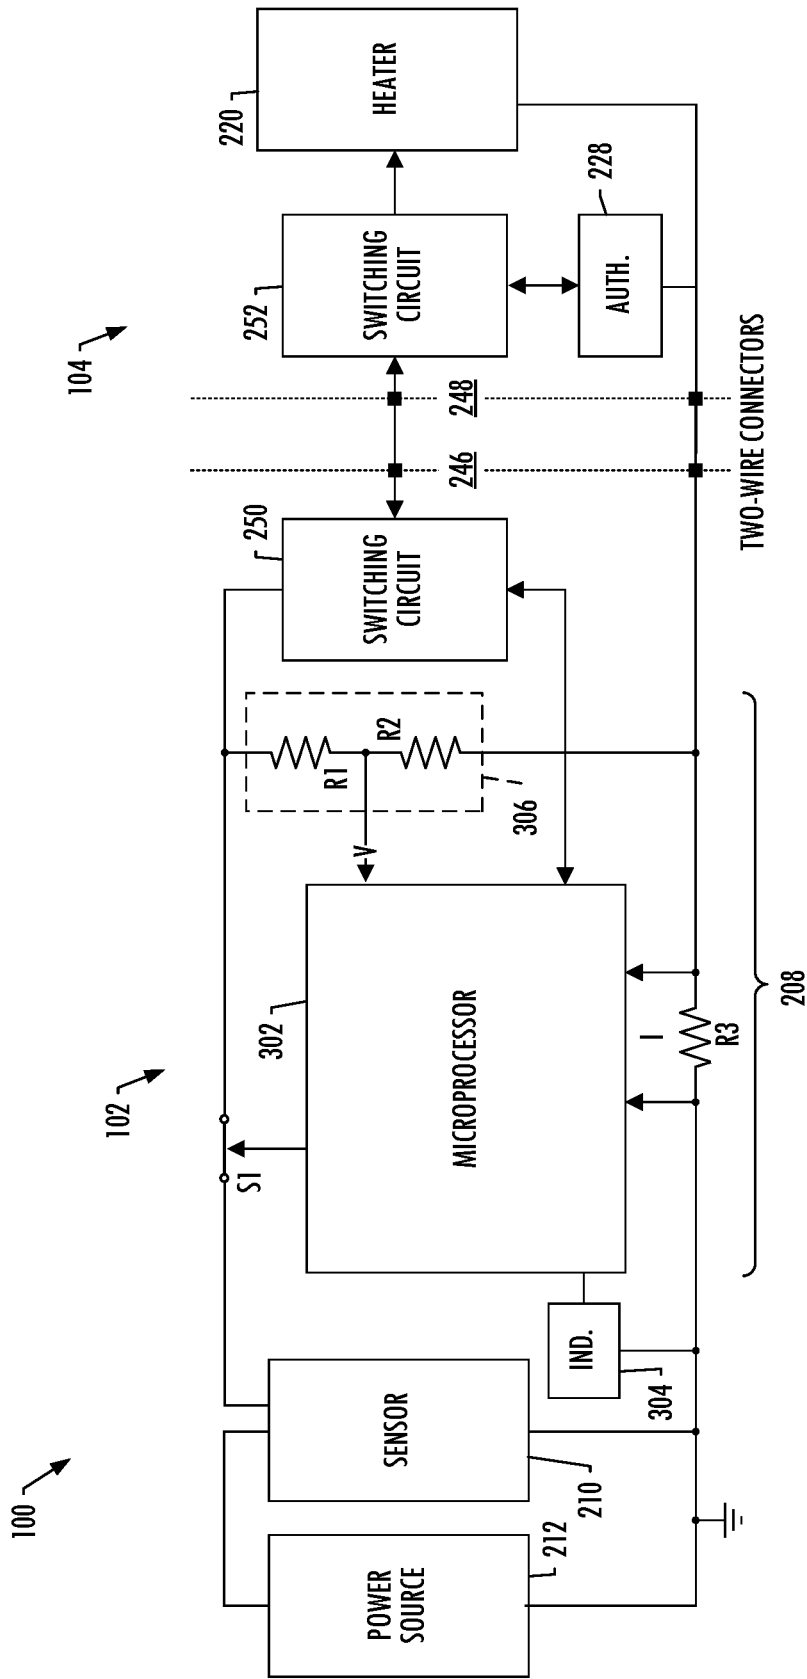 100
102
104
POWER
SOURCE
212
SENSOR
210
IND.
304
S1
MICROPROCESSOR
302
I
R3
208
V
R1
R2
306
SWITCHING
CIRCUIT
250
246
248
TWO-WIRE CONNECTORS
SWITCHING
CIRCUIT
252
AUTH.
228
HEATER
220